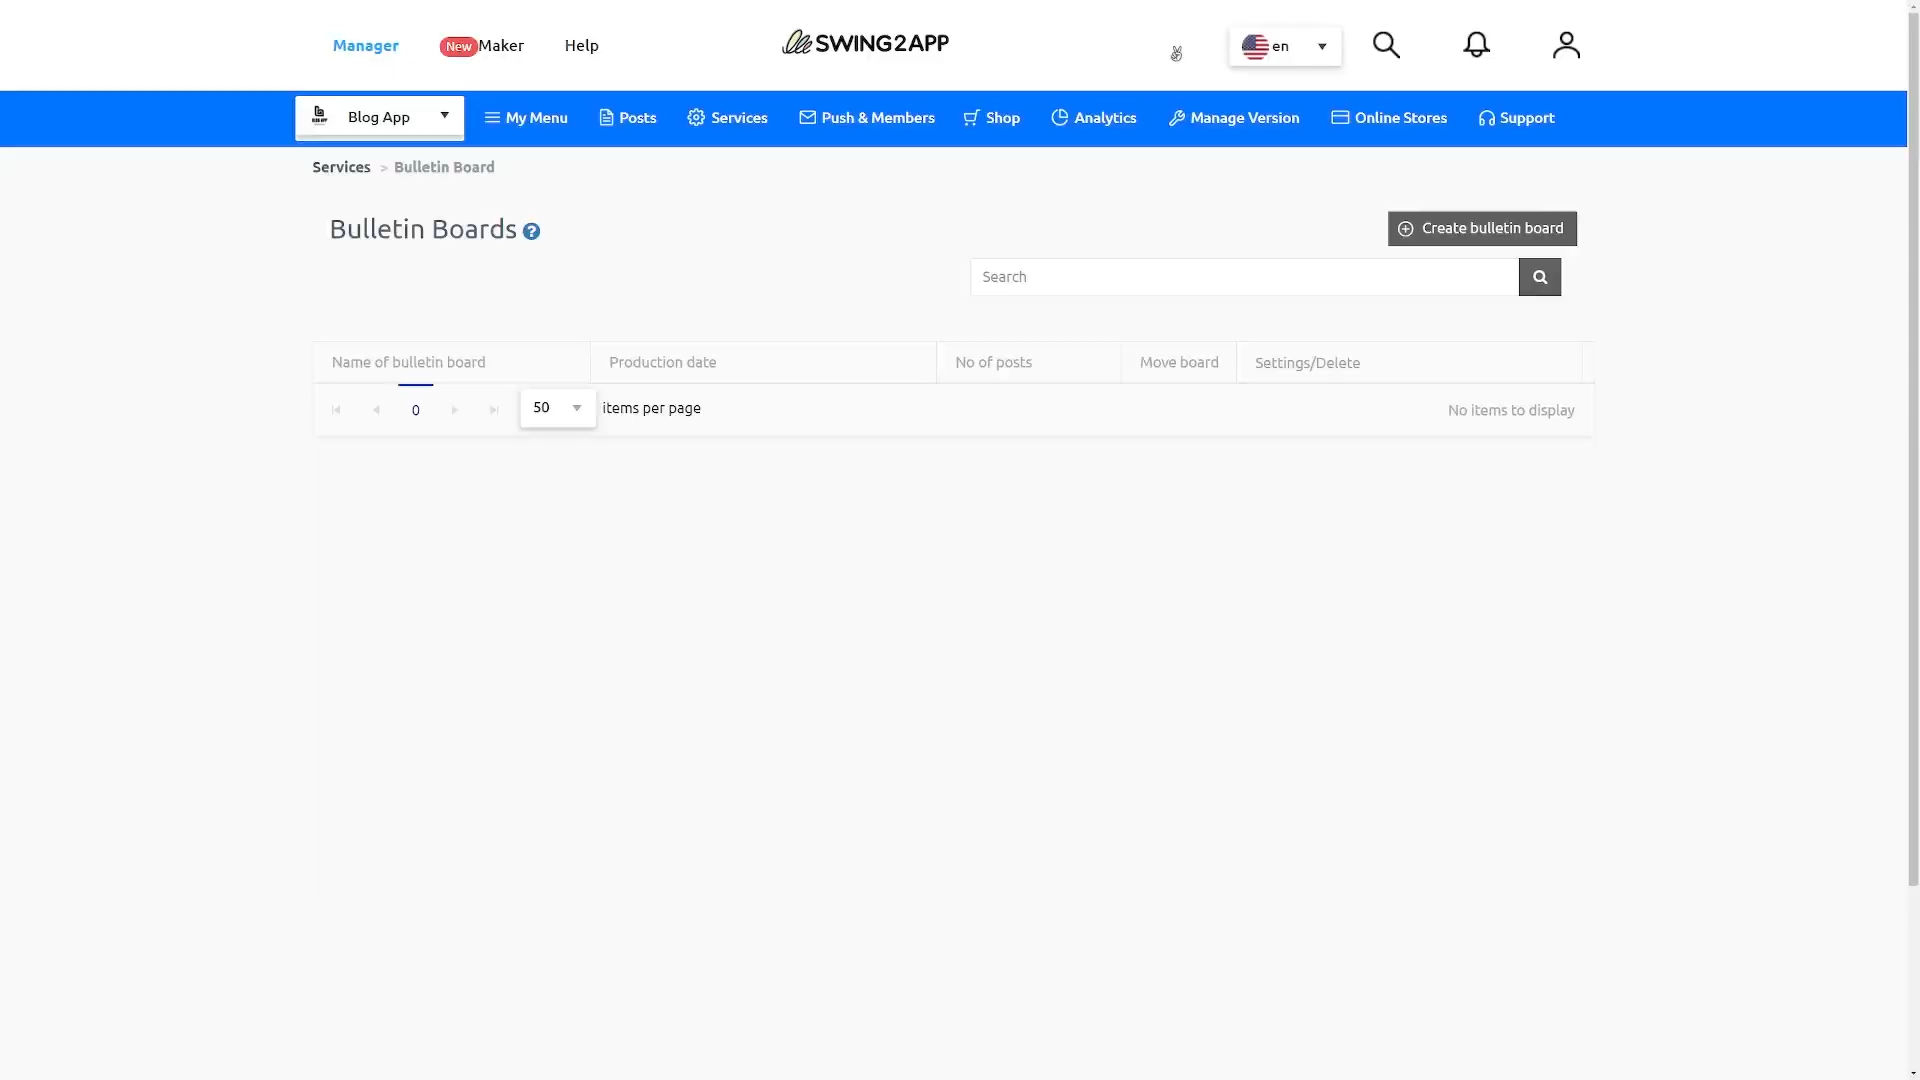 Manager New Maker Help SWING2APP en
Blog App My Menu Posts Services Push & Members Shop Analytics Manage Version Online Stores Support
Services > Bulletin Board
Bulletin Boards ?
Create bulletin board
Search
Name of bulletin board Production date No of posts Move board Settings/Delete
0 50 items per page No items to display